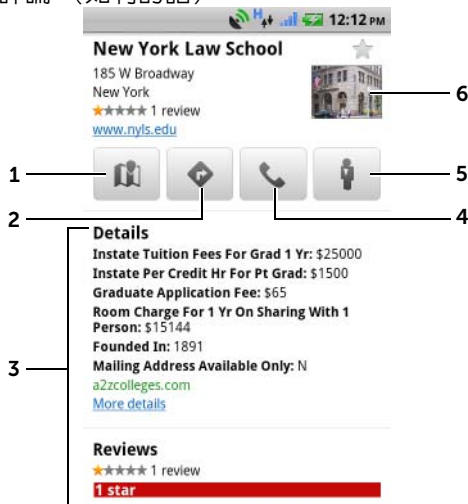 H
12:12 PM
New York Law School
185 W Broadway
New York
1 review
www.nyls.edu
6
1
2
4
5
3
Details
Instate Tuition Fees For Grad 1 Yr: $25000
Instate Per Credit Hr For Pt Grad: $1500
Graduate Application Fee: $65
Room Charge For 1 Yr On Sharing With 1
Person: $15144
Founded In: 1891
Mailing Address Available Only: N
a2zcolleges.com
More details
Reviews
1 review
1 star